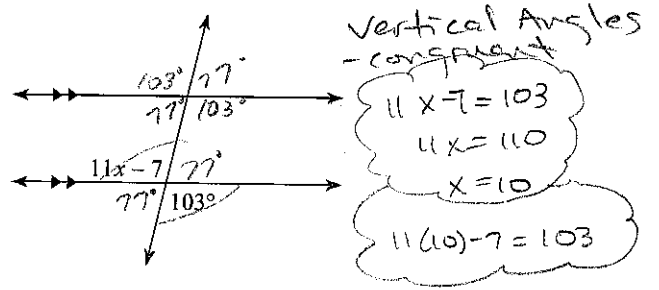 Vertical Angles
- congruent
103° 77°
77° 103°
11x – 7 77°
77° 103°
11x-7=103
11x=110
x=10
11(10)-7=103